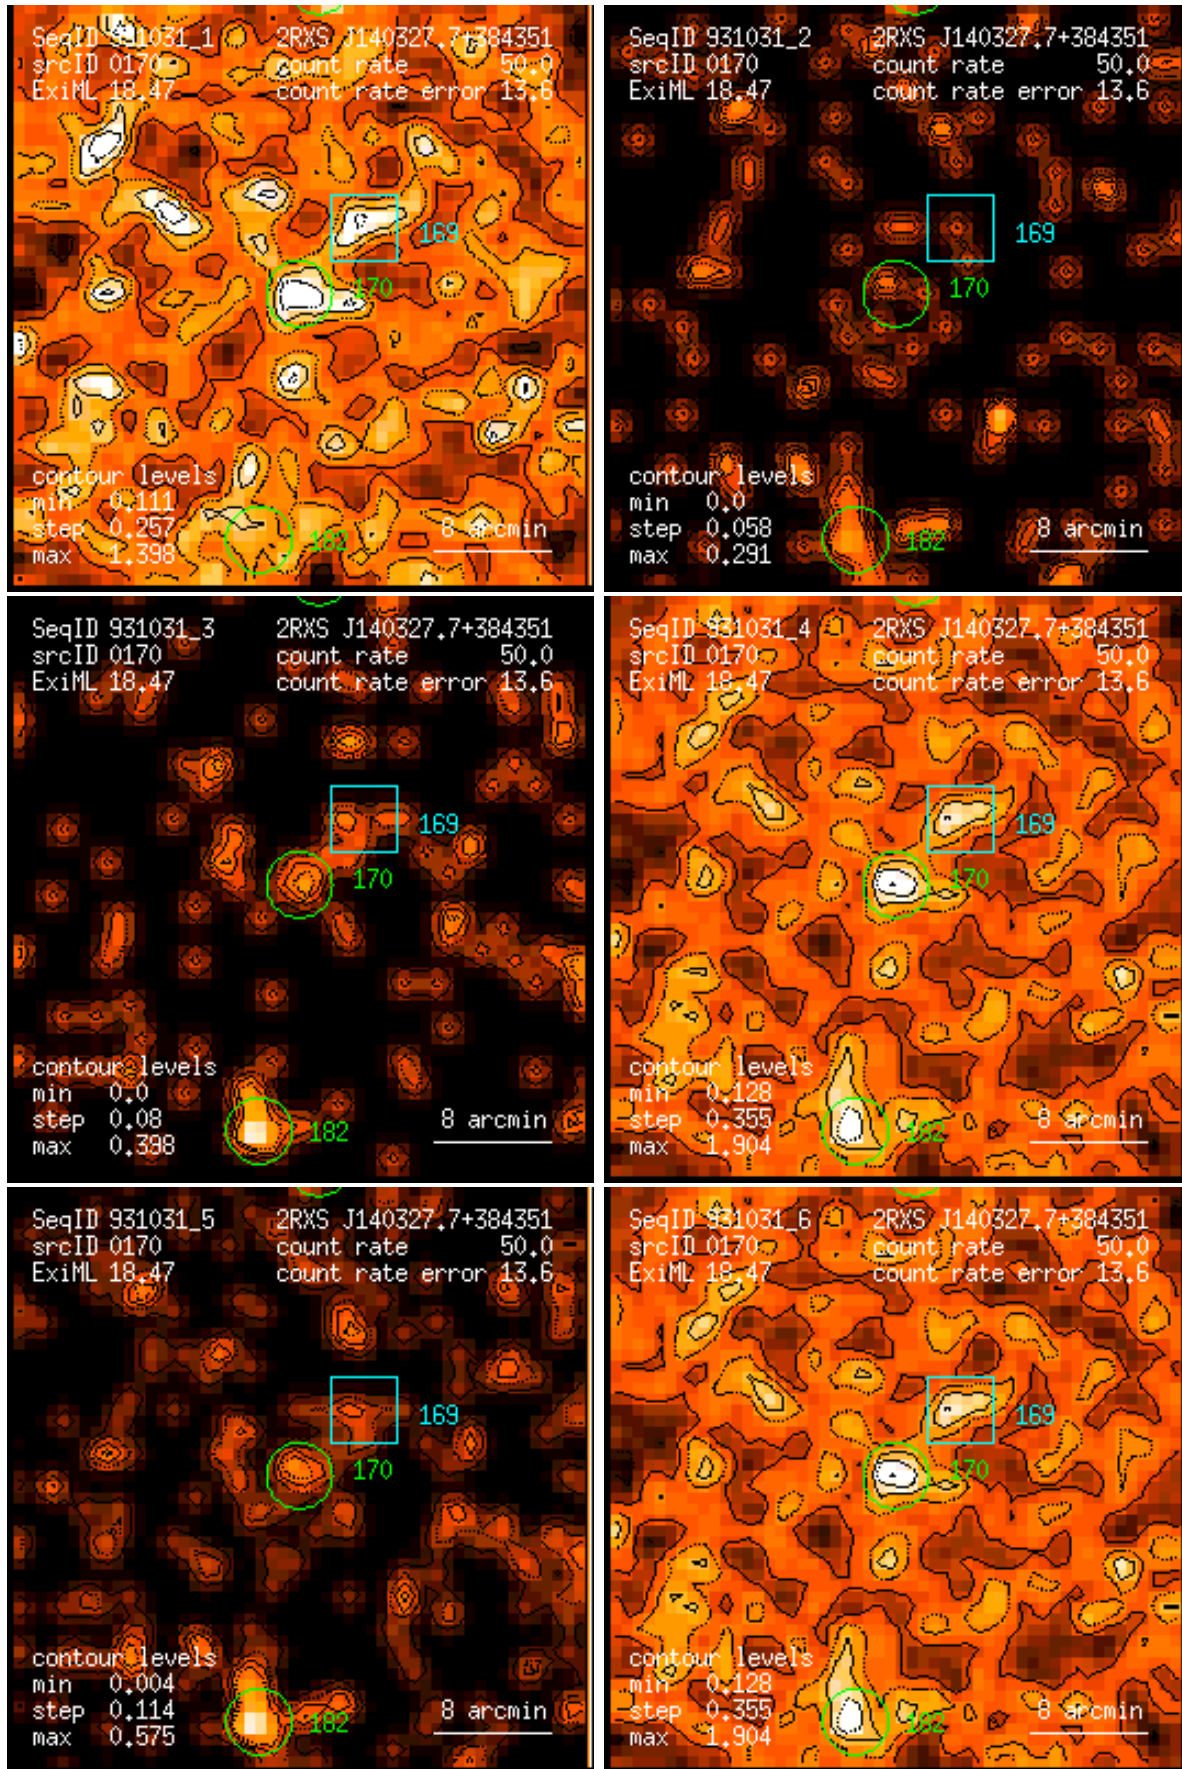 SeqID 931031_1 2RXS J140327.7+384351
srcID 0170 count rate 50.0
ExiML 18.47 count rate error 13.6
169
170
contour levels
min 0.111
step 0.257
max 1.398
182
8 arcmin
SeqID 931031_2 2RXS J140327.7+384351
srcID 0170 count rate 50.0
ExiML 18.47 count rate error 13.6
169
170
contour levels
min 0.0
step 0.058
max 0.291
182
8 arcmin
SeqID 931031_3 2RXS J140327.7+384351
srcID 0170 count rate 50.0
ExiML 18.47 count rate error 13.6
169
170
contour levels
min 0.0
step 0.08
max 0.398
182
8 arcmin
SeqID 931031_4 2RXS J140327.7+384351
srcID 0170 count rate 50.0
ExiML 18.47 count rate error 13.6
169
170
contour levels
min 0.128
step 0.355
max 1.904
182
8 arcmin
SeqID 931031_5 2RXS J140327.7+384351
srcID 0170 count rate 50.0
ExiML 18.47 count rate error 13.6
169
170
contour levels
min 0.004
step 0.114
max 0.575
182
8 arcmin
SeqID 931031_6 2RXS J140327.7+384351
srcID 0170 count rate 50.0
ExiML 18.47 count rate error 13.6
169
170
contour levels
min 0.128
step 0.355
max 1.904
182
8 arcmin